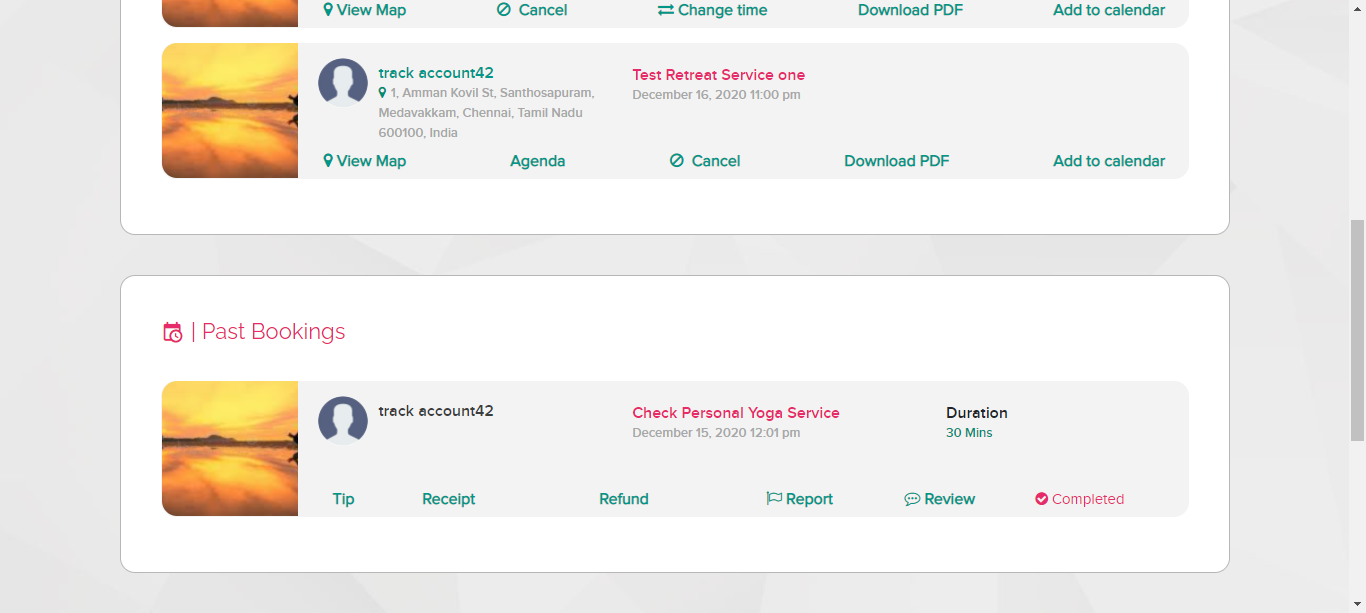 View Map Cancel Change time Download PDF Add to calendar
track account42 Test Retreat Service one
1, Amman Kovil St, Santhosapuram, December 16, 2020 11:00 pm
Medavakkam, Chennai, Tamil Nadu
600100, India
View Map Agenda Cancel Download PDF Add to calendar
| Past Bookings
track account42 Check Personal Yoga Service Duration
December 15, 2020 12:01 pm 30 Mins
Tip Receipt Refund Report Review Completed